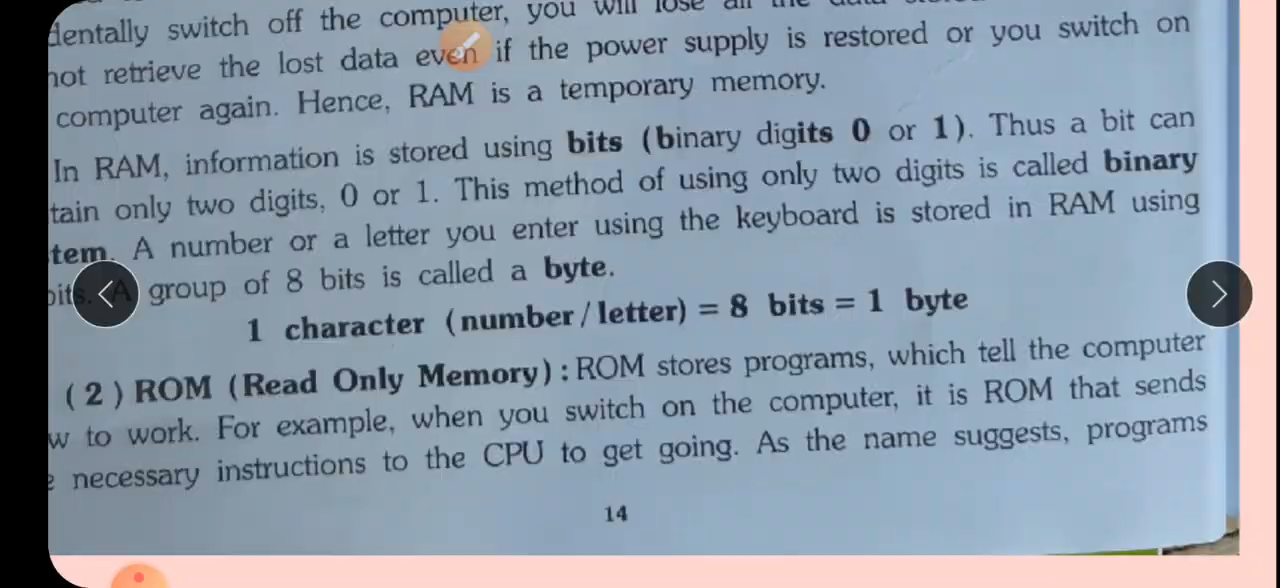 dentally switch off the computer, you will lose all the data
not retrieve the lost data even if the power supply is restored or you switch on
computer again. Hence, RAM is a temporary memory.
In RAM, information is stored using bits (binary digits 0 or 1). Thus a bit can
tain only two digits, 0 or 1. This method of using only two digits is called binary
tem. A number or a letter you enter using the keyboard is stored in RAM using
bits. A group of 8 bits is called a byte.
1 character (number / letter) = 8 bits = 1 byte
( 2 ) ROM (Read Only Memory) : ROM stores programs, which tell the computer
w to work. For example, when you switch on the computer, it is ROM that sends
e necessary instructions to the CPU to get going. As the name suggests, programs
14